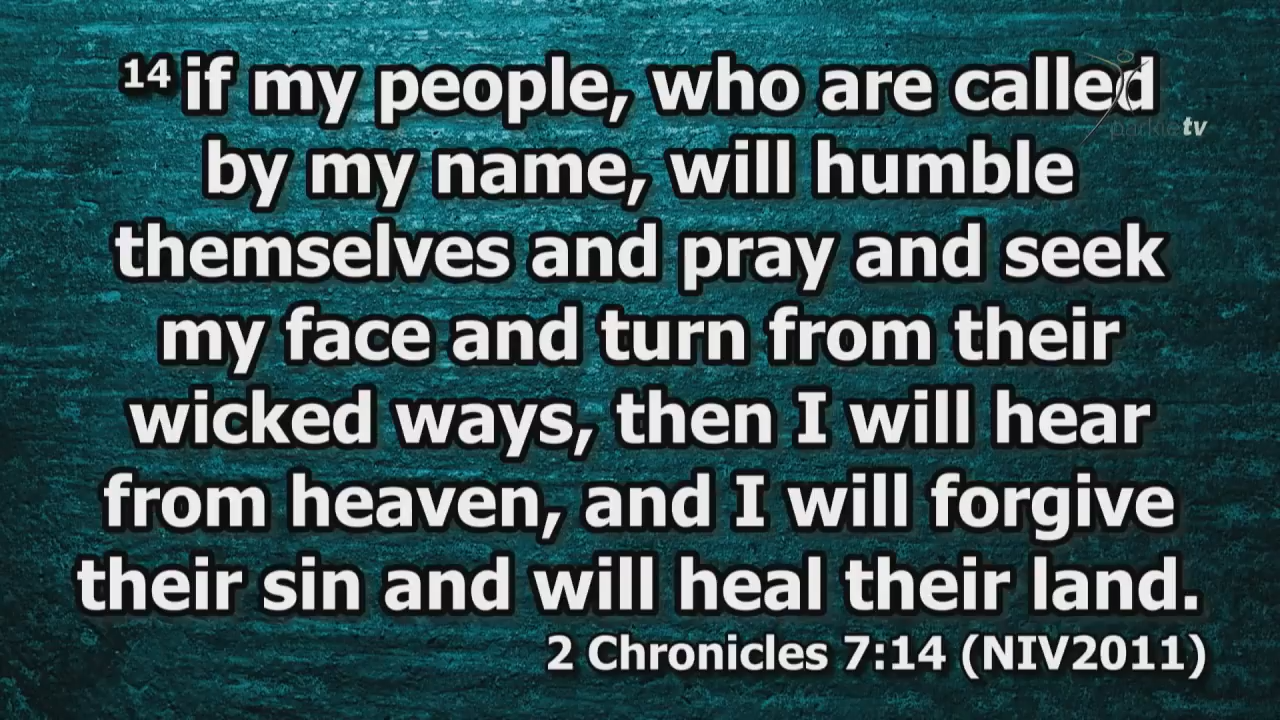 14 if my people, who are called
by my name, will humble
themselves and pray and seek
my face and turn from their
wicked ways, then I will hear
from heaven, and I will forgive
their sin and will heal their land.
2 Chronicles 7:14 (NIV2011)
parkietv